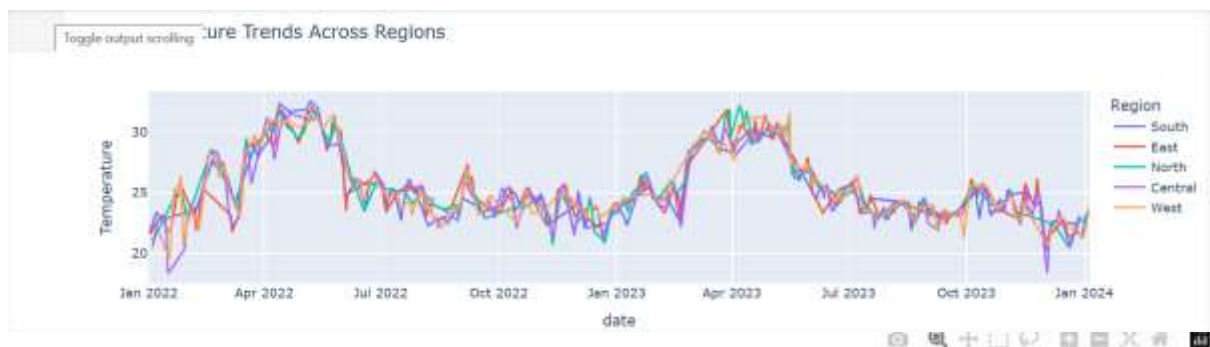 Toggle output scrolling
ture Trends Across Regions
Region
South
East
North
Central
West
Temperature
30
25
20
Jan 2022 Apr 2022 Jul 2022 Oct 2022 Jan 2023 Apr 2023 Jul 2023 Oct 2023 Jan 2024
date